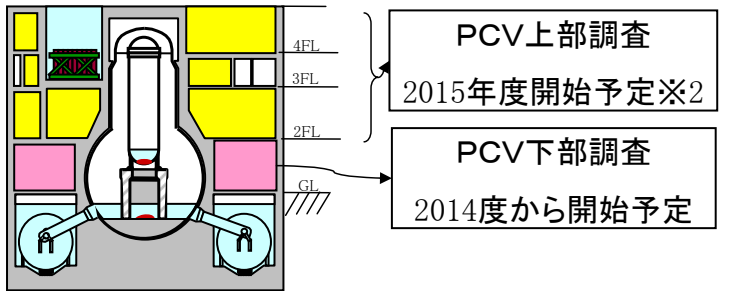 4FL
3FL
2FL
GL
PCV上部調査
2015年度開始予定※2
PCV下部調査
2014度から開始予定